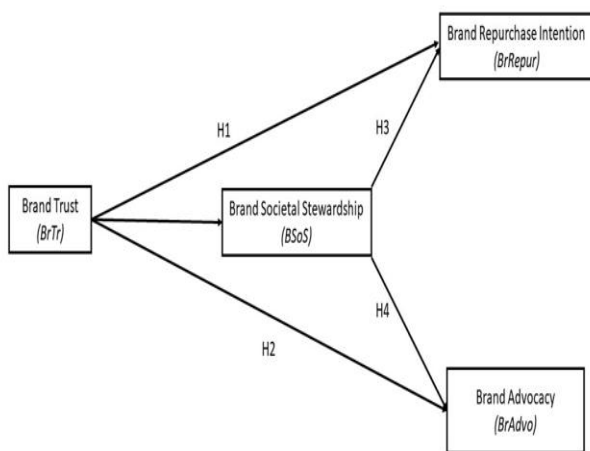 Brand Repurchase Intention
(BrRepur)
H1
H3
Brand Trust
(BrTr)
Brand Societal Stewardship
(BSoS)
H4
H2
Brand Advocacy
(BrAdvo)